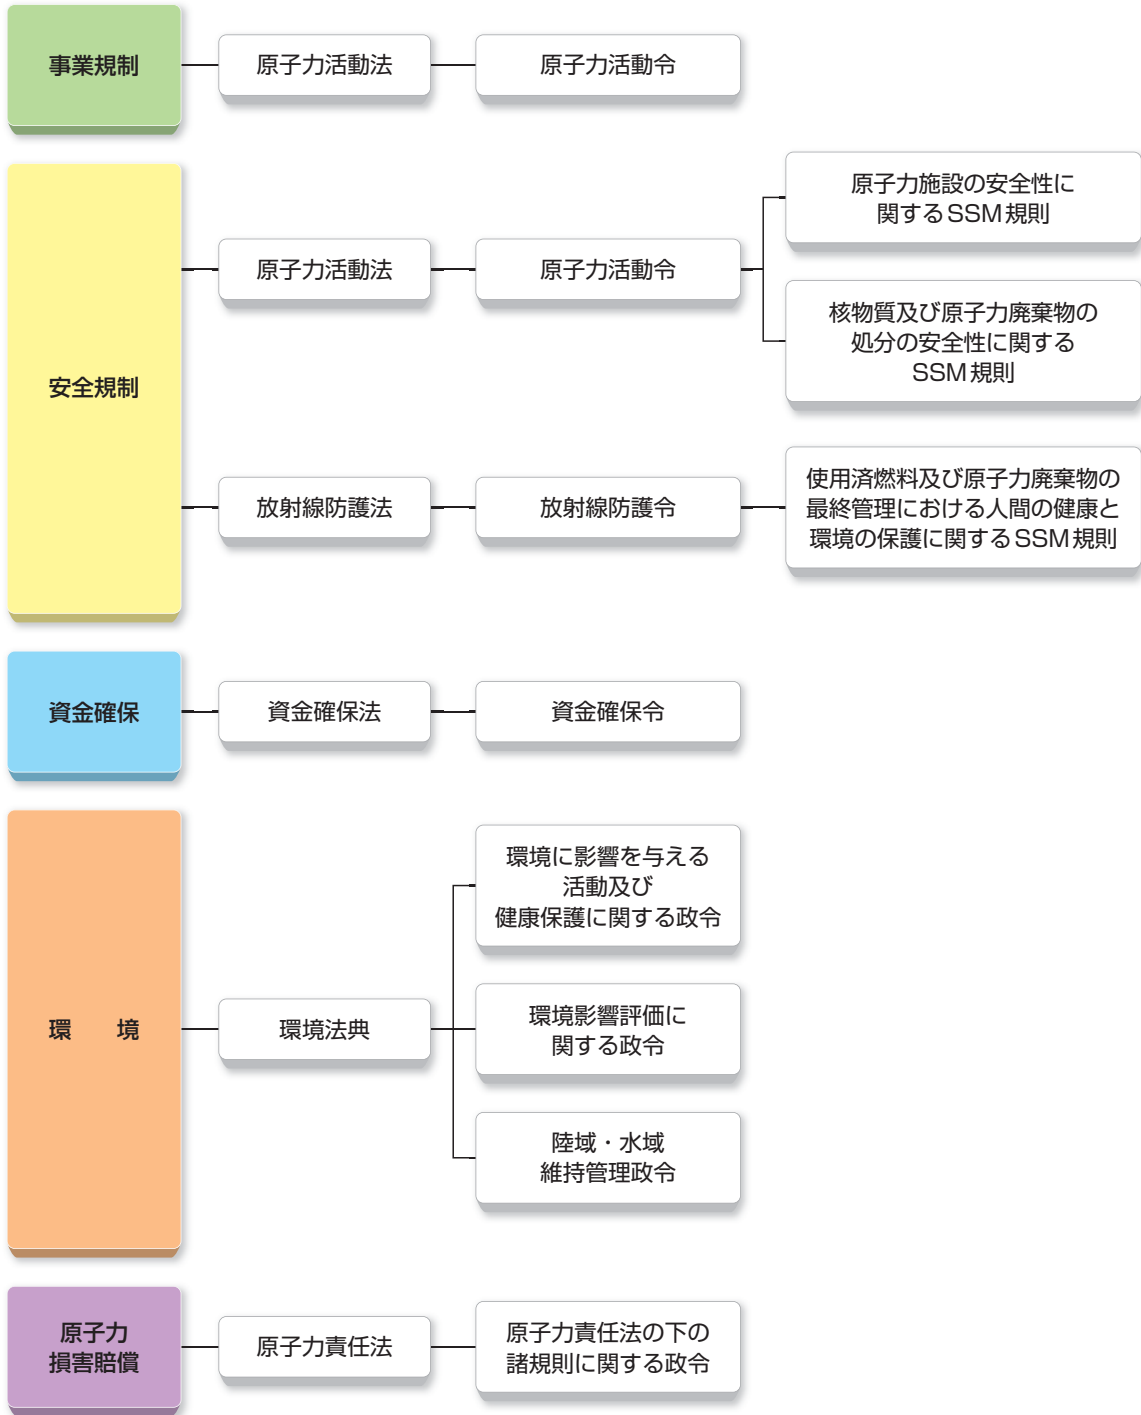 事業規制
原子力活動法
原子力活動令
安全規制
原子力活動法
原子力活動令
原子力施設の安全性に
関するSSM規則
核物質及び原子力廃棄物の
処分の安全性に関する
SSM規則
放射線防護法
放射線防護令
使用済燃料及び原子力廃棄物の
最終管理における人間の健康と
環境の保護に関するSSM規則
資金確保
資金確保法
資金確保令
環　　境
環境法典
環境に影響を与える
活動及び
健康保護に関する政令
環境影響評価に
関する政令
陸域・水域
維持管理政令
原子力
損害賠償
原子力責任法
原子力責任法の下の
諸規則に関する政令